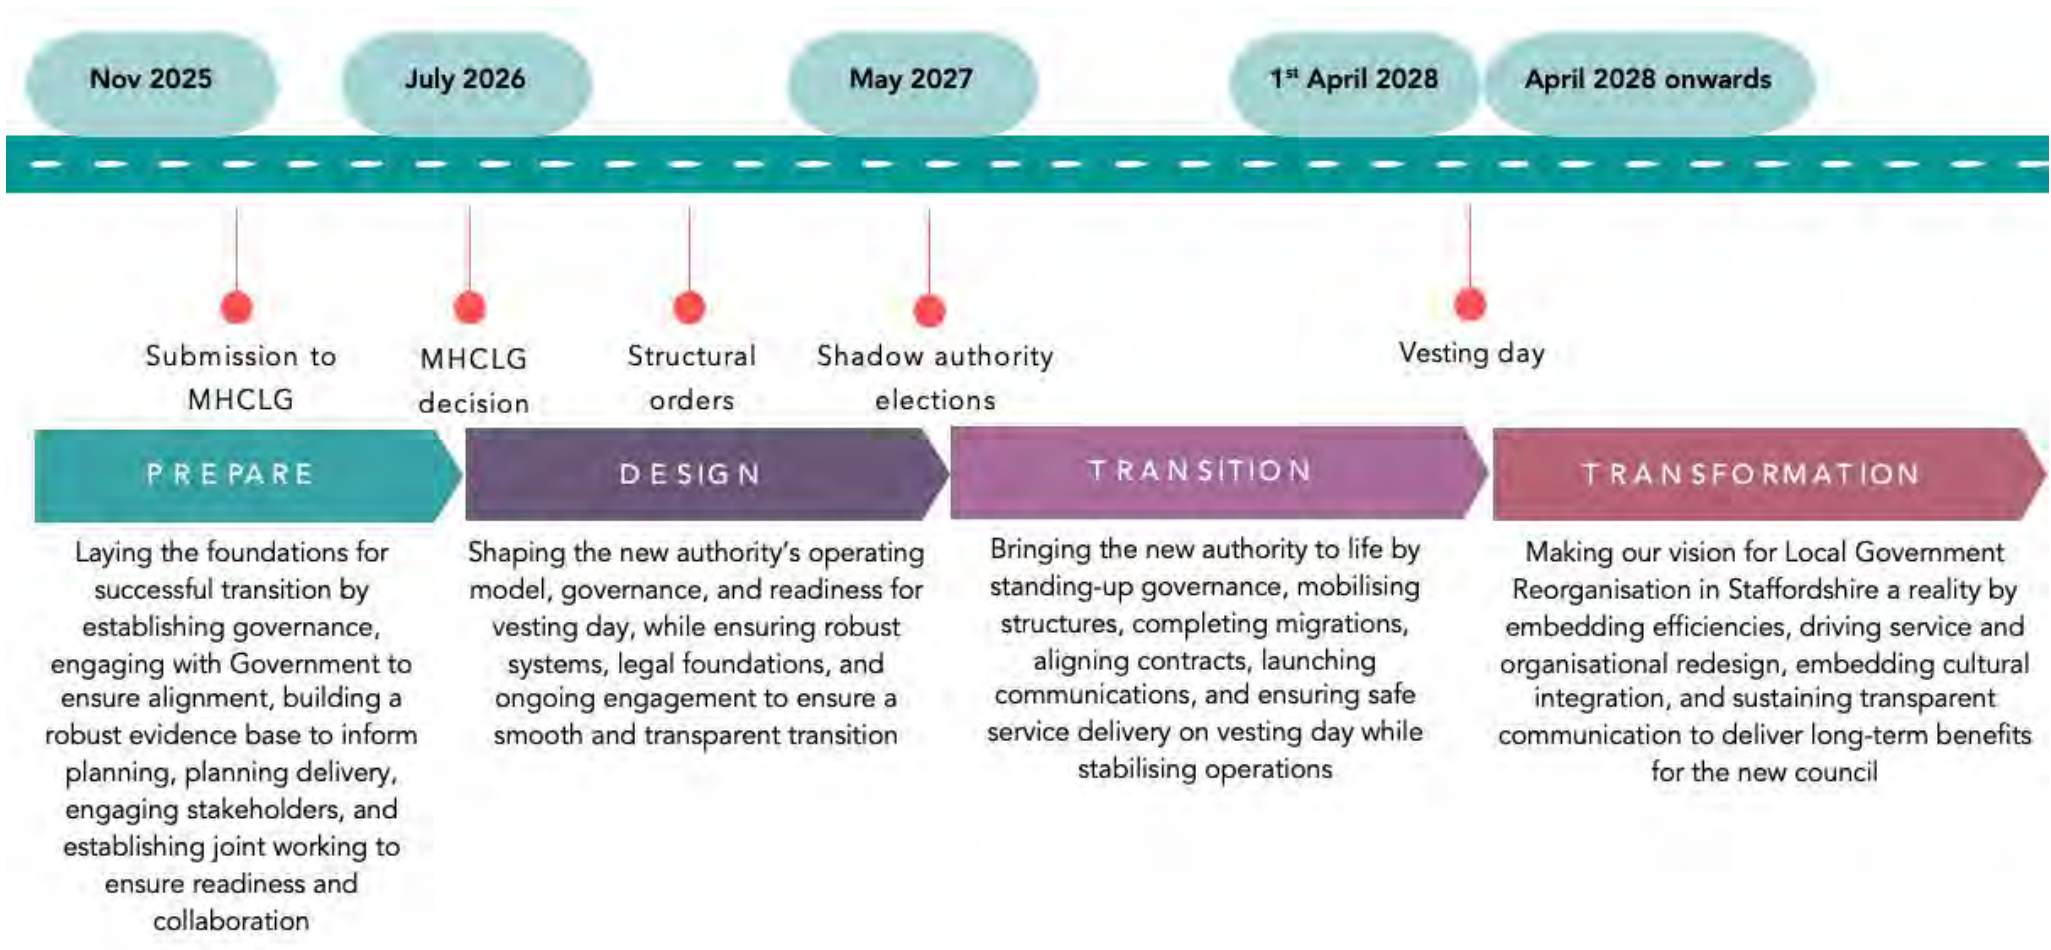 Nov 2025
July 2026
May 2027
1st April 2028
April 2028 onwards
Submission to
MHCLG
MHCLG
decision
Structural
orders
Shadow authority
elections
Vesting day
PREPARE
DESIGN
TRANSITION
TRANSFORMATION
Laying the foundations for
successful transition by
establishing governance,
engaging with Government to
ensure alignment, building a
robust evidence base to inform
planning, planning delivery,
engaging stakeholders, and
establishing joint working to
ensure readiness and
collaboration
Shaping the new authority's operating
model, governance, and readiness for
vesting day, while ensuring robust
systems, legal foundations, and
ongoing engagement to ensure a
smooth and transparent transition
Bringing the new authority to life by
standing-up governance, mobilising
structures, completing migrations,
aligning contracts, launching
communications, and ensuring safe
service delivery on vesting day while
stabilising operations
Making our vision for Local Government
Reorganisation in Staffordshire a reality by
embedding efficiencies, driving service and
organisational redesign, embedding cultural
integration, and sustaining transparent
communication to deliver long-term benefits
for the new council